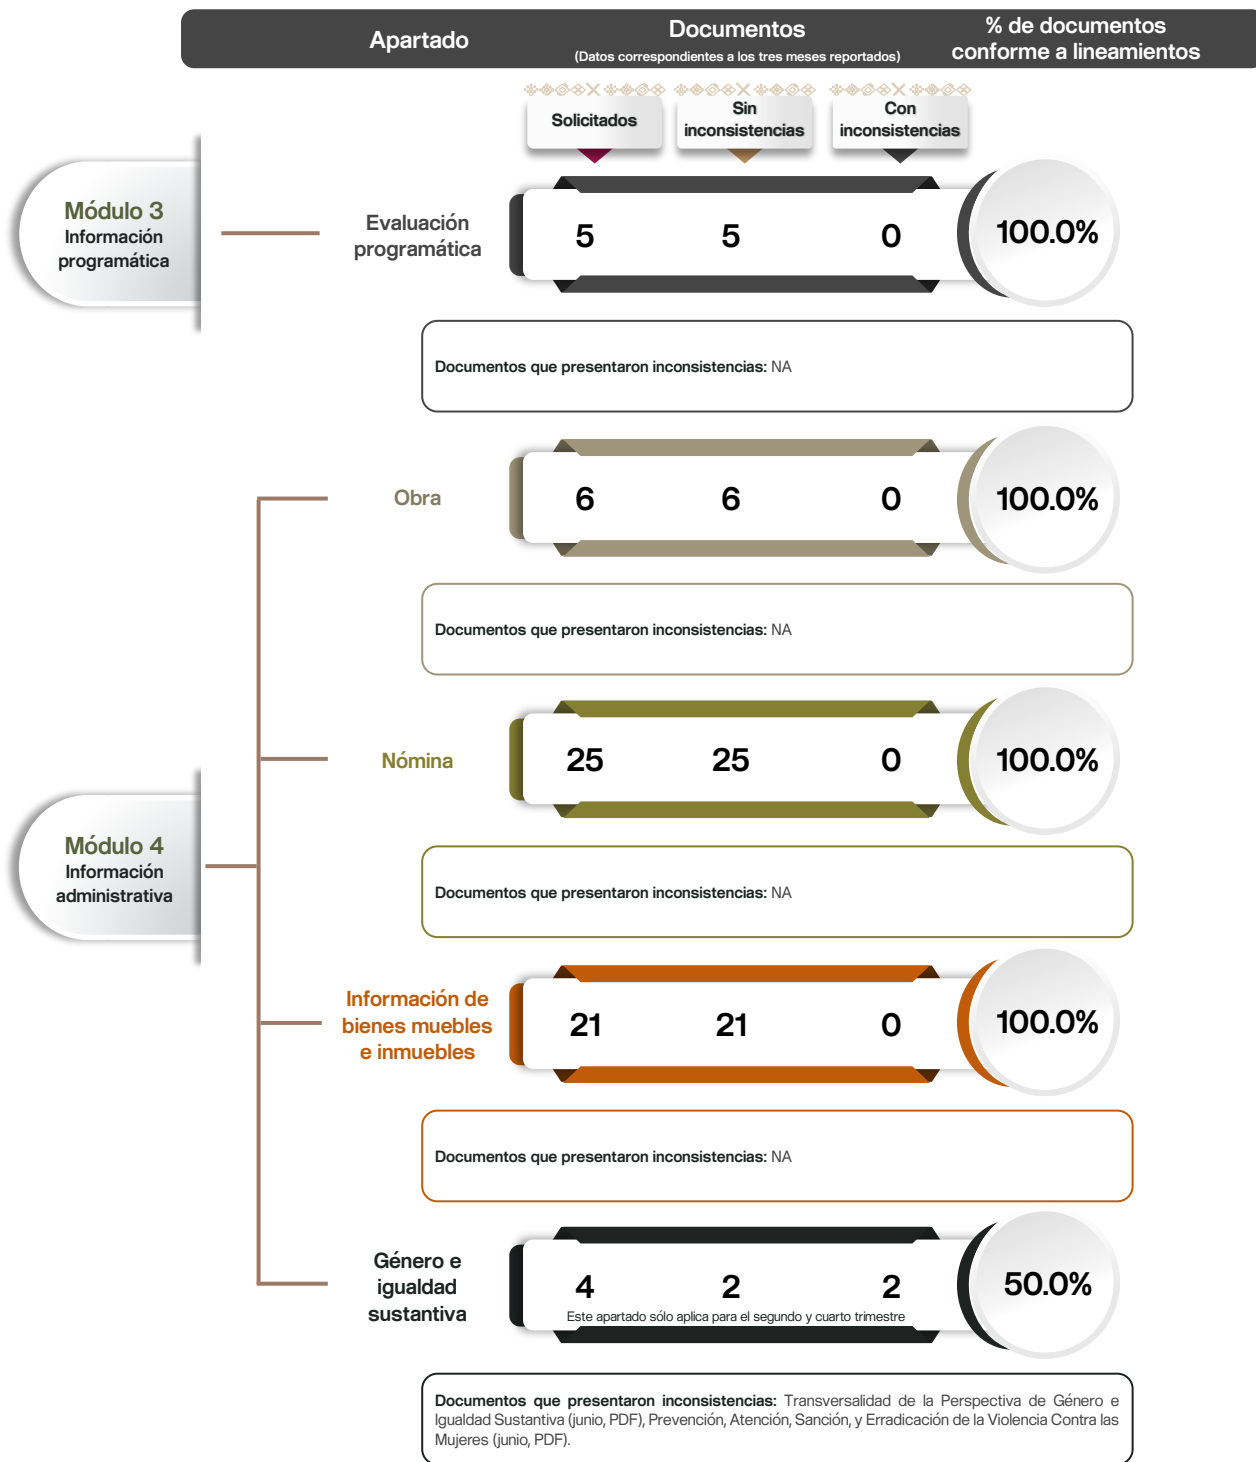 Apartado
Documentos
(Datos correspondientes a los tres meses reportados)
% de documentos
conforme a lineamientos
Solicitados
Sin
inconsistencias
Con
inconsistencias
Módulo 3
Información
programática
Evaluación
programática
5 5 0 100.0%
Documentos que presentaron inconsistencias: NA
Obra
6 6 0 100.0%
Documentos que presentaron inconsistencias: NA
Módulo 4
Información
administrativa
Nómina
25 25 0 100.0%
Documentos que presentaron inconsistencias: NA
Información de
bienes muebles
e inmuebles
21 21 0 100.0%
Documentos que presentaron inconsistencias: NA
Género e
igualdad
sustantiva
4 2 2 50.0%
Este apartado sólo aplica para el segundo y cuarto trimestre
Documentos que presentaron inconsistencias: Transversalidad de la Perspectiva de Género e
Igualdad Sustantiva (junio, PDF), Prevención, Atención, Sanción, y Erradicación de la Violencia Contra las
Mujeres (junio, PDF).